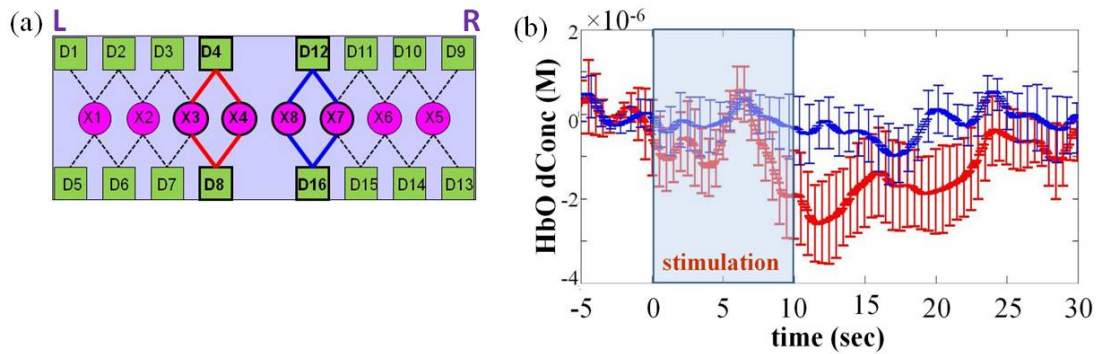 (a) L R
D1 D2 D3 D4 D12 D11 D10 D9
X1 X2 X3 X4 X8 X7 X6 X5
D5 D6 D7 D8 D16 D15 D14 D13
(b)
×10⁻⁶
2
0
-2
-4
HbO dConc (M)
stimulation
-5 0 5 10 15 20 25 30
time (sec)